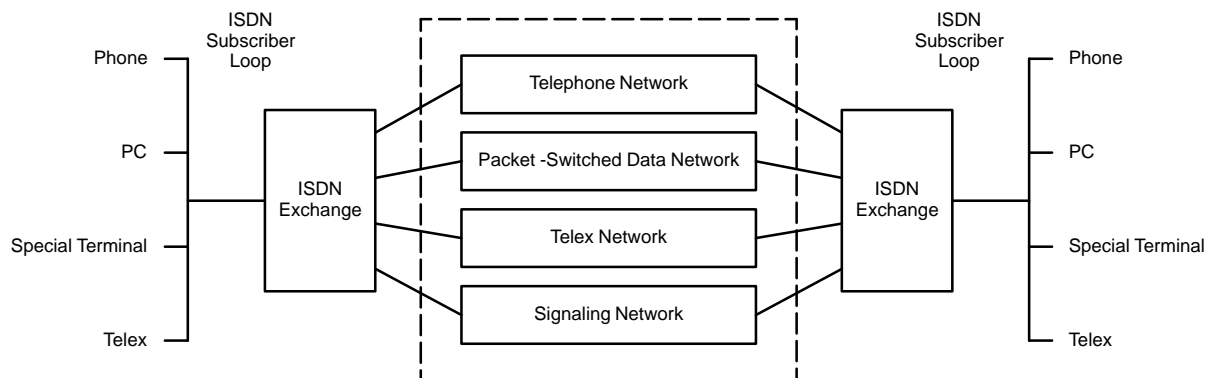 ISDN
Subscriber
Loop
Phone
PC
Special Terminal
Telex
ISDN
Exchange
Telephone Network
Packet -Switched Data Network
Telex Network
Signaling Network
ISDN
Exchange
ISDN
Subscriber
Loop
Phone
PC
Special Terminal
Telex